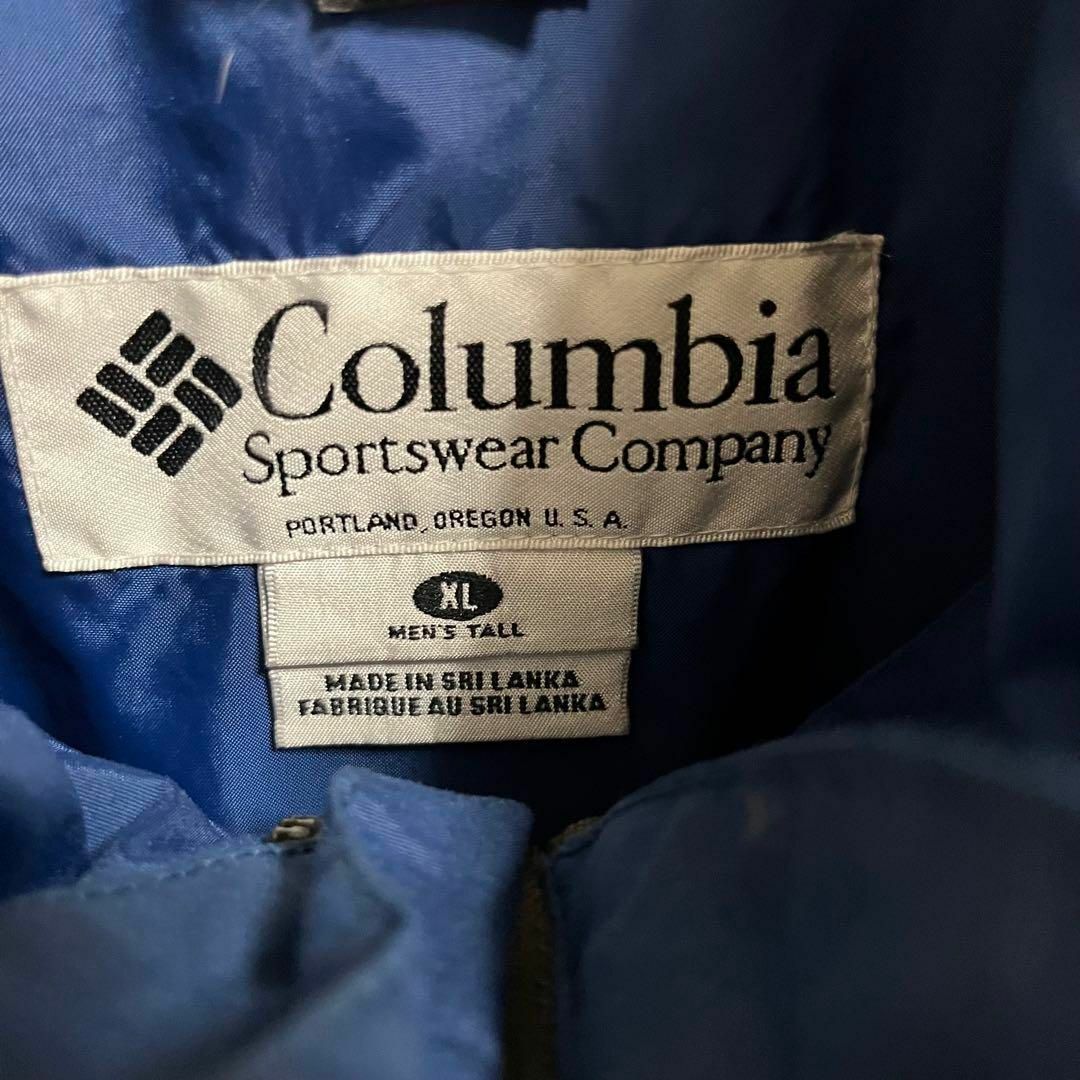 Columbia
Sportswear Company
PORTLAND, OREGON U. S. A.
XL
MEN'S TALL
MADE IN SRI LANKA
FABRIQUE AU SRI LANKA